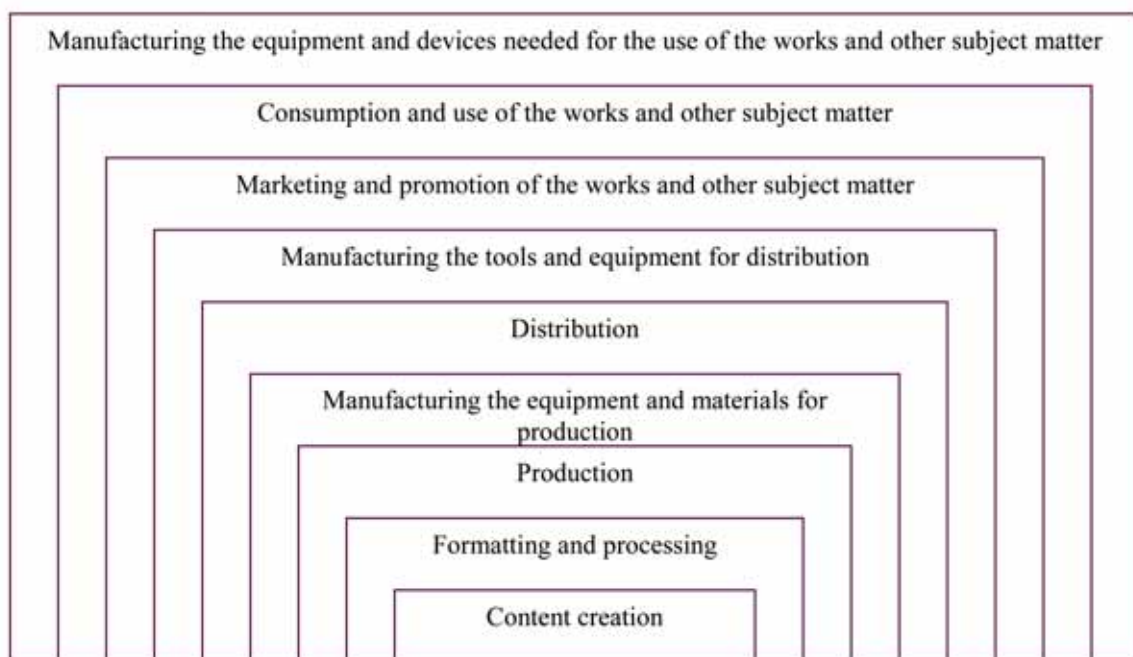 Manufacturing the equipment and devices needed for the use of the works and other subject matter
Consumption and use of the works and other subject matter
Marketing and promotion of the works and other subject matter
Manufacturing the tools and equipment for distribution
Distribution
Manufacturing the equipment and materials for
production
Production
Formatting and processing
Content creation